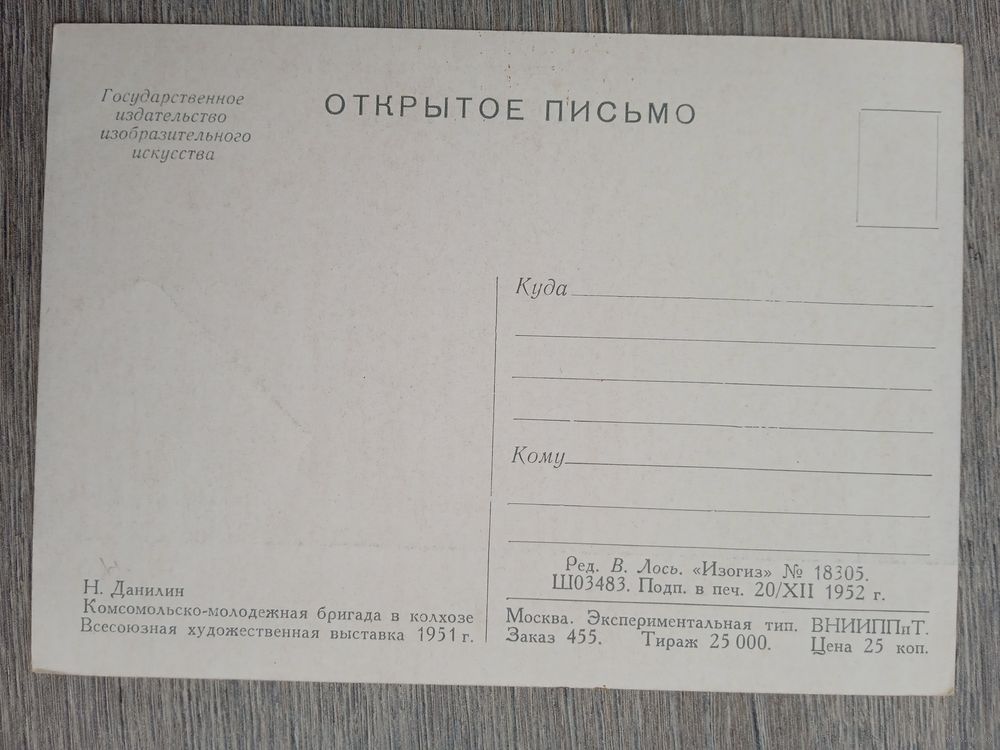 Государственное
издательство
изобразительного
искусства
ОТКРЫТОЕ ПИСЬМО
Куда
Кому
Н. Данилин
Комсомольско-молодежная бригада в колхозе
Всесоюзная художественная выставка 1951 г.
Ред. В. Лось. «Изогиз» № 18305.
Ш03483. Подп. в печ. 20/XII 1952 г.
Москва. Экспериментальная тип. ВНИИППиТ.
Заказ 455. Тираж 25 000. Цена 25 коп.